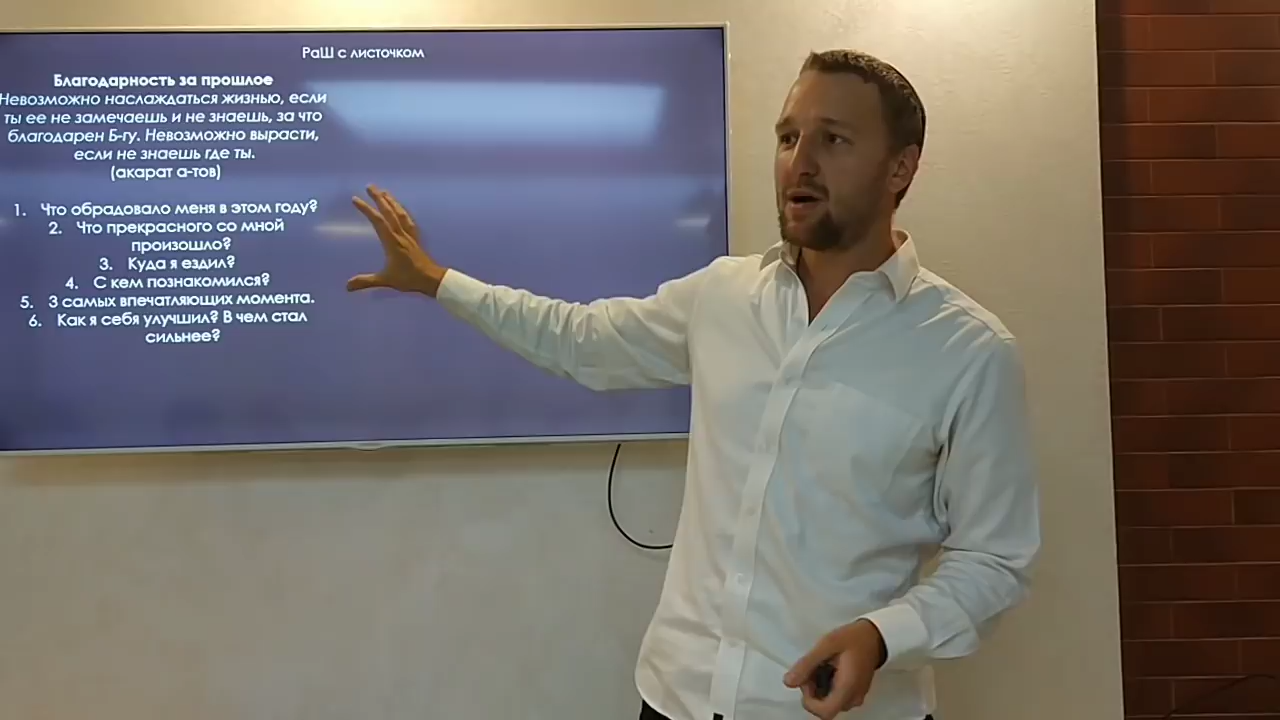 РаШ с листочком
Благодарность за прошлое
Невозможно наслаждаться жизнью, если
ты ее не замечаешь и не знаешь, за что
благодарен Б-гу. Невозможно вырасти,
если не знаешь где ты.
(акарат а-тов)
1. Что обрадовало меня в этом году?
2. Что прекрасного со мной
произошло?
3. Куда я ездил?
4. С кем познакомился?
5. 3 самых впечатляющих момента.
6. Как я себя улучшил? В чем стал
сильнее?